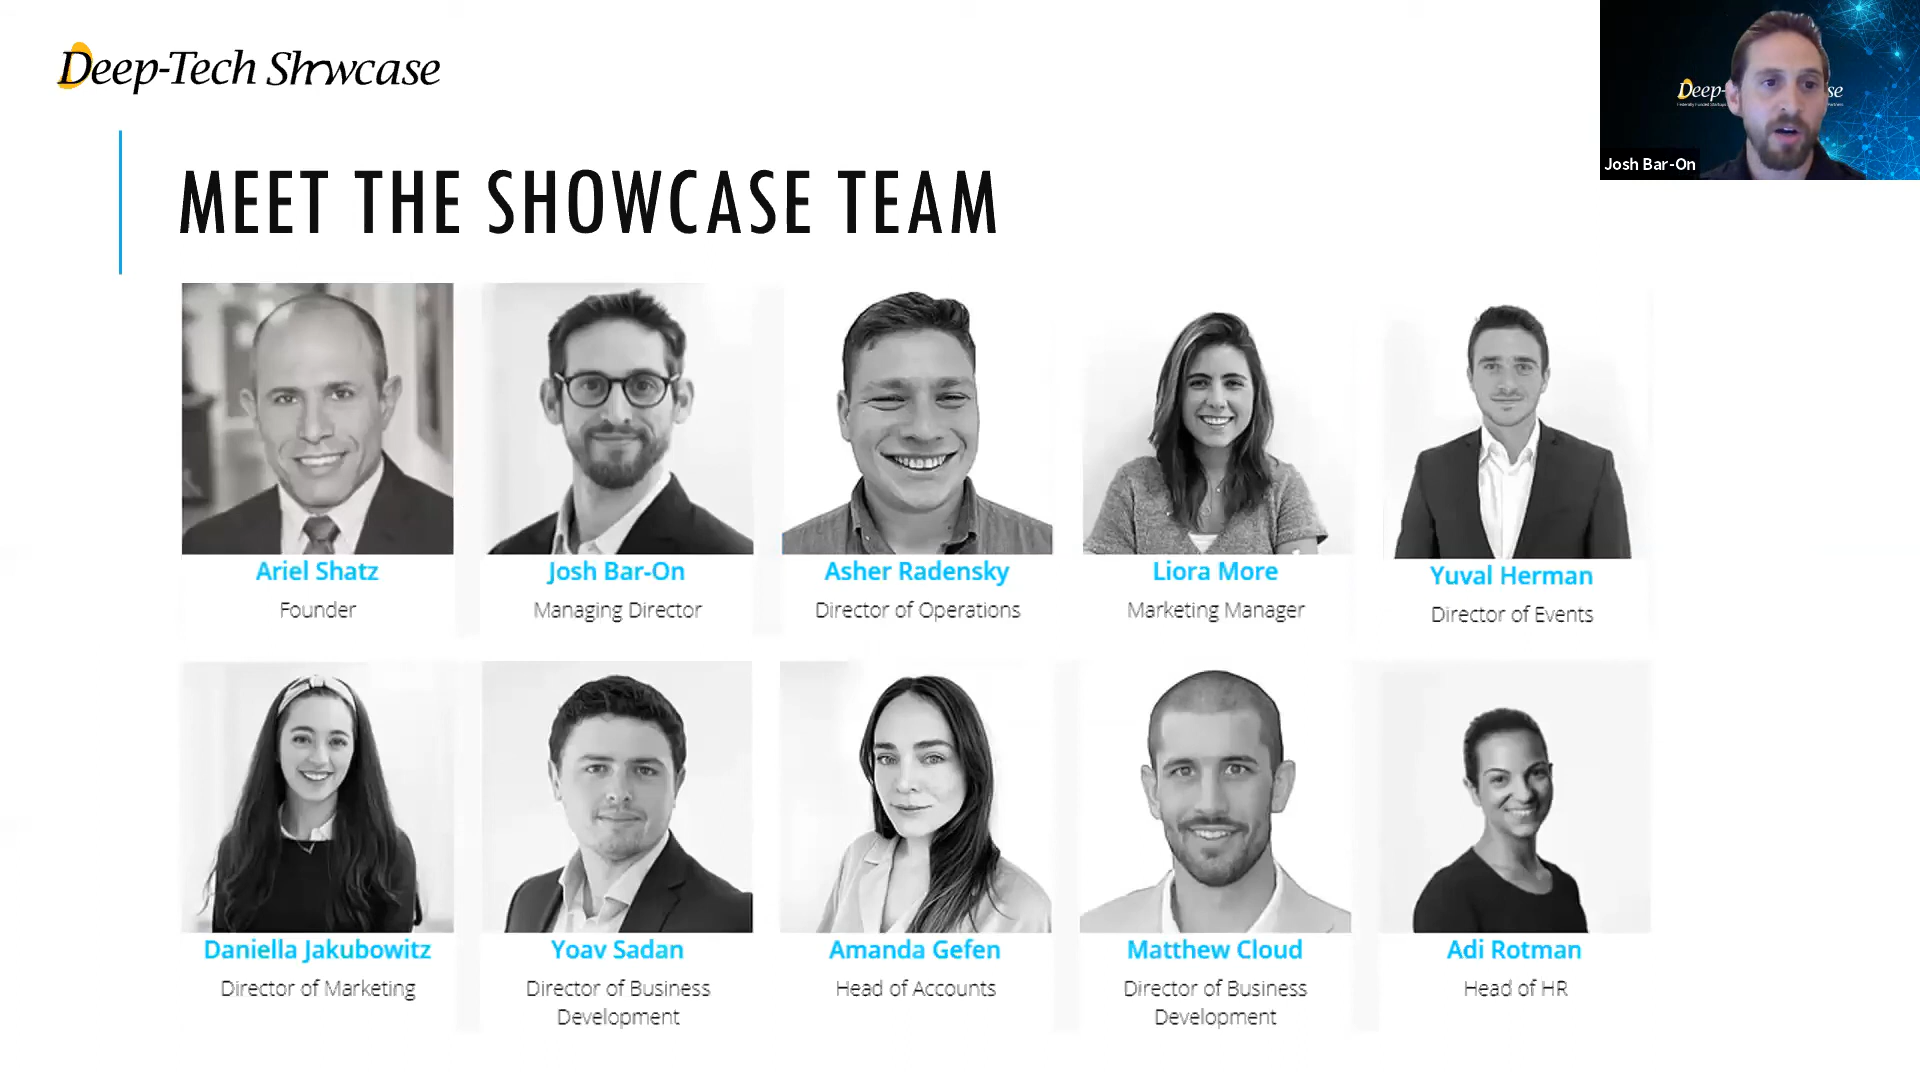 Deep-Tech Showcase
Deep- se
Josh Bar-On
MEET THE SHOWCASE TEAM
Ariel Shatz
Founder
Josh Bar-On
Managing Director
Asher Radensky
Director of Operations
Liora More
Marketing Manager
Yuval Herman
Director of Events
Daniella Jakubowitz
Director of Marketing
Yoav Sadan
Director of Business
Development
Amanda Gefen
Head of Accounts
Matthew Cloud
Director of Business
Development
Adi Rotman
Head of HR